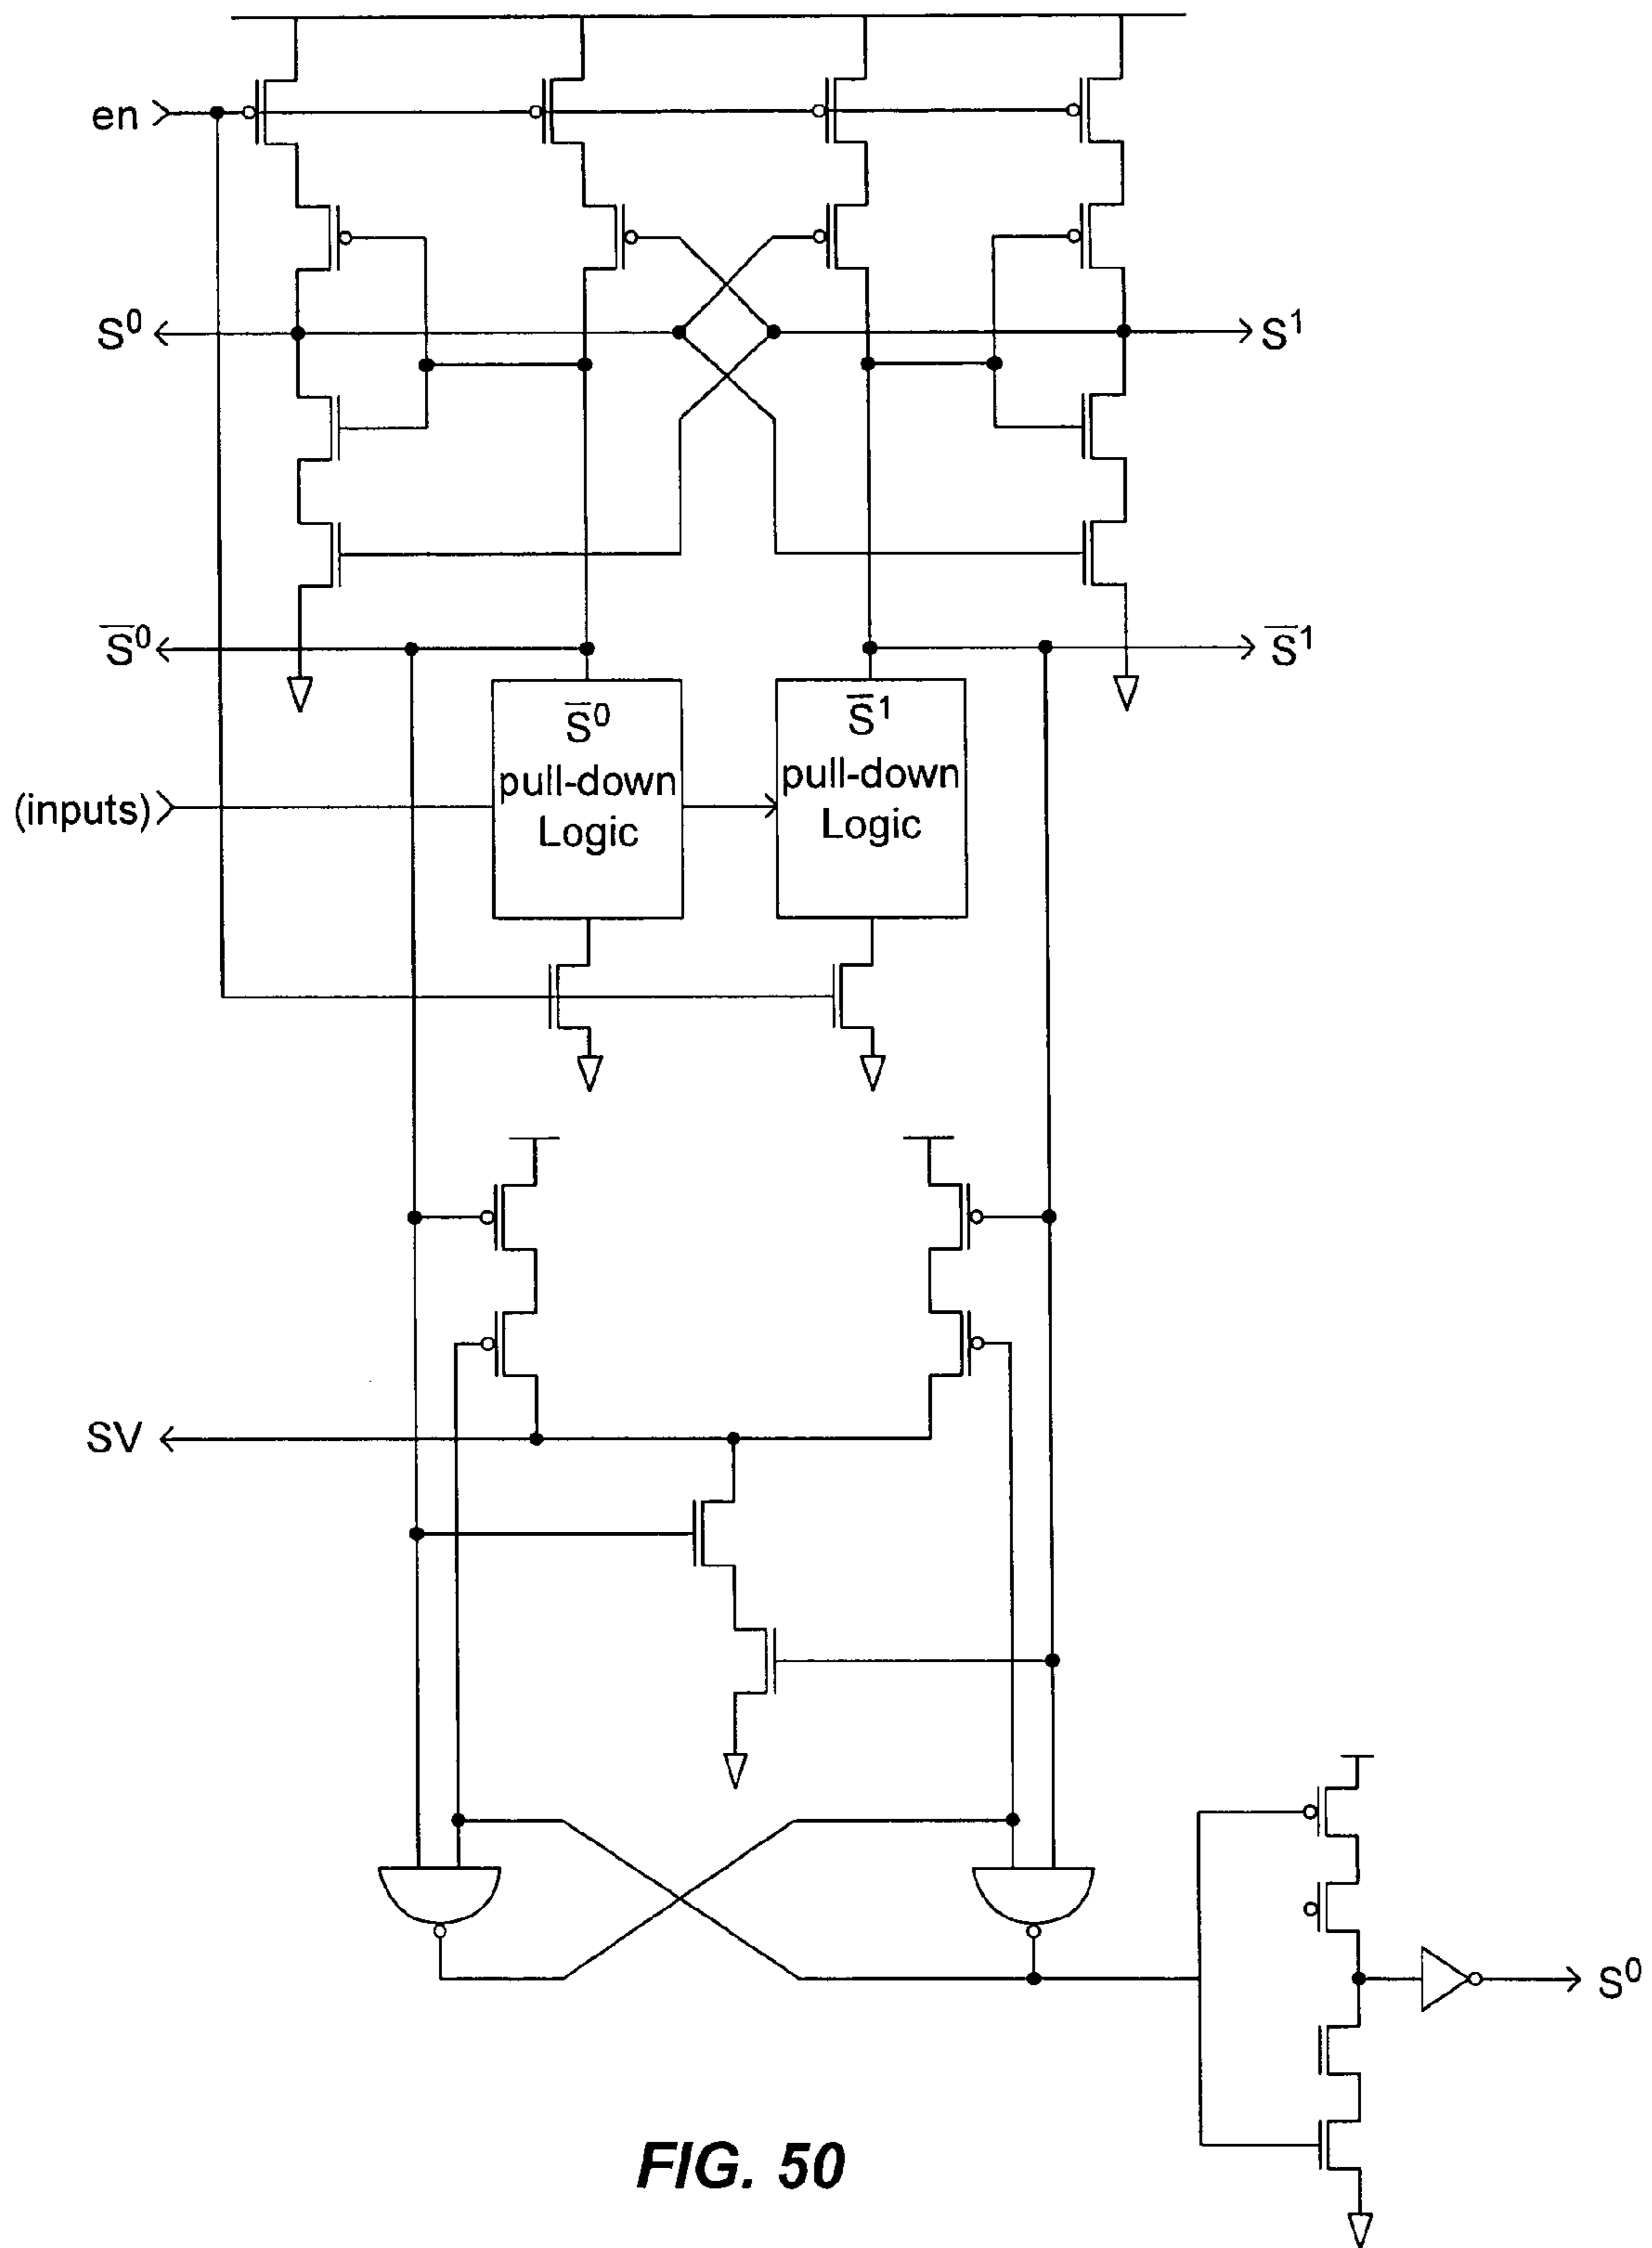 en
S⁰
S¹
S̅⁰
S̅¹
S̅⁰
pull-down
Logic
S̅¹
pull-down
Logic
(inputs)
SV
S⁰
FIG. 50